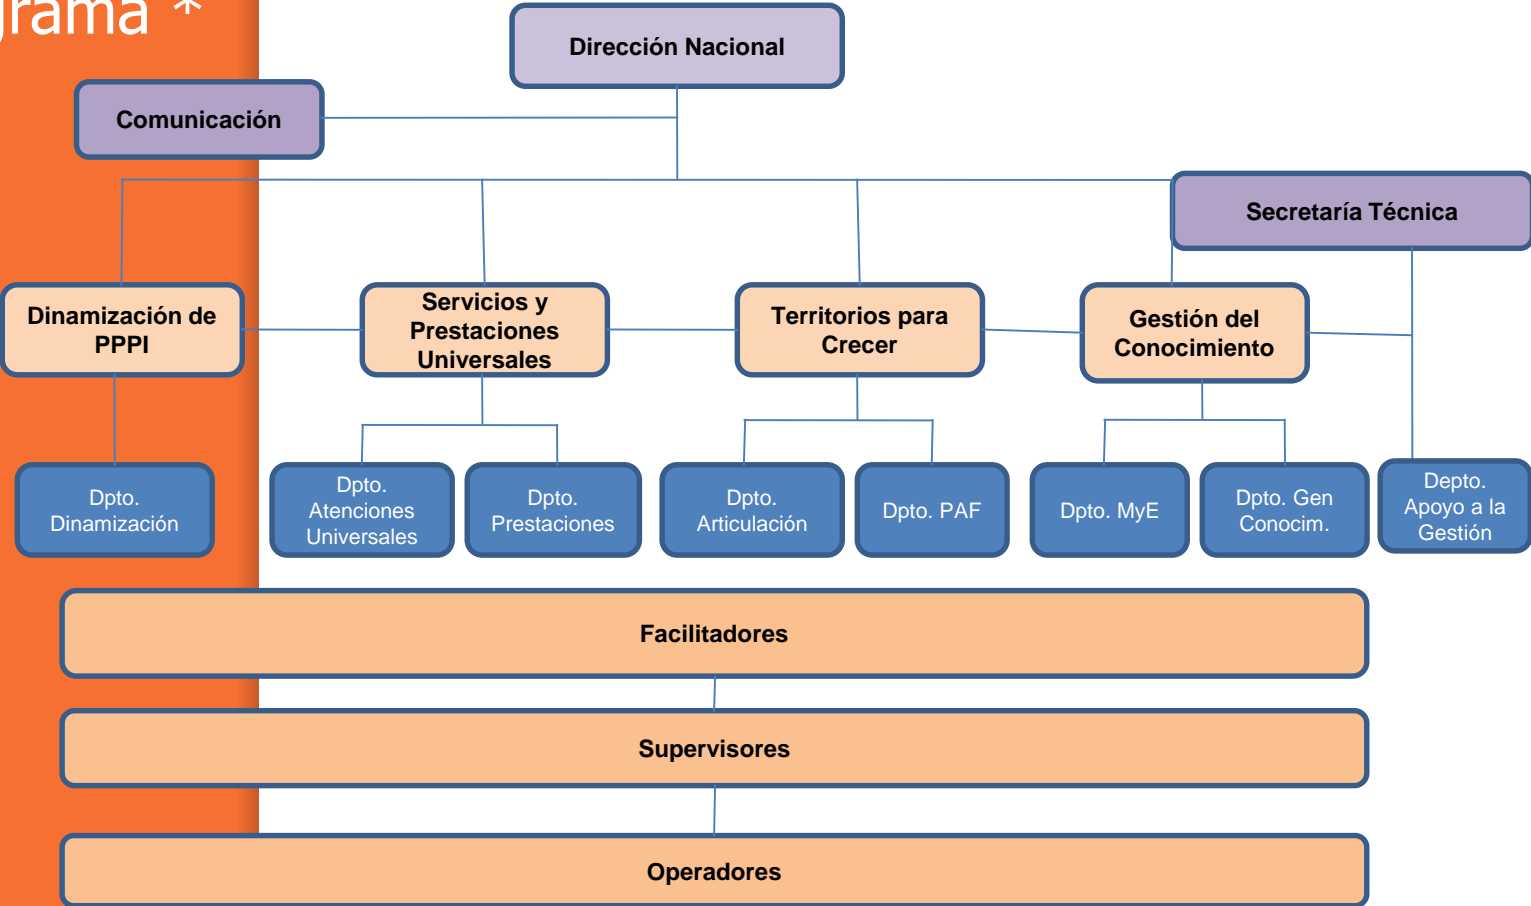 grama *
Dirección Nacional
Comunicación
Secretaría Técnica
Dinamización de
PPPI
Servicios y
Prestaciones
Universales
Territorios para
Crecer
Gestión del
Conocimiento
Dpto.
Dinamización
Dpto.
Atenciones
Universales
Dpto.
Prestaciones
Dpto.
Articulación
Dpto. PAF
Dpto. MyE
Dpto. Gen
Conocim.
Depto.
Apoyo a la
Gestión
Facilitadores
Supervisores
Operadores